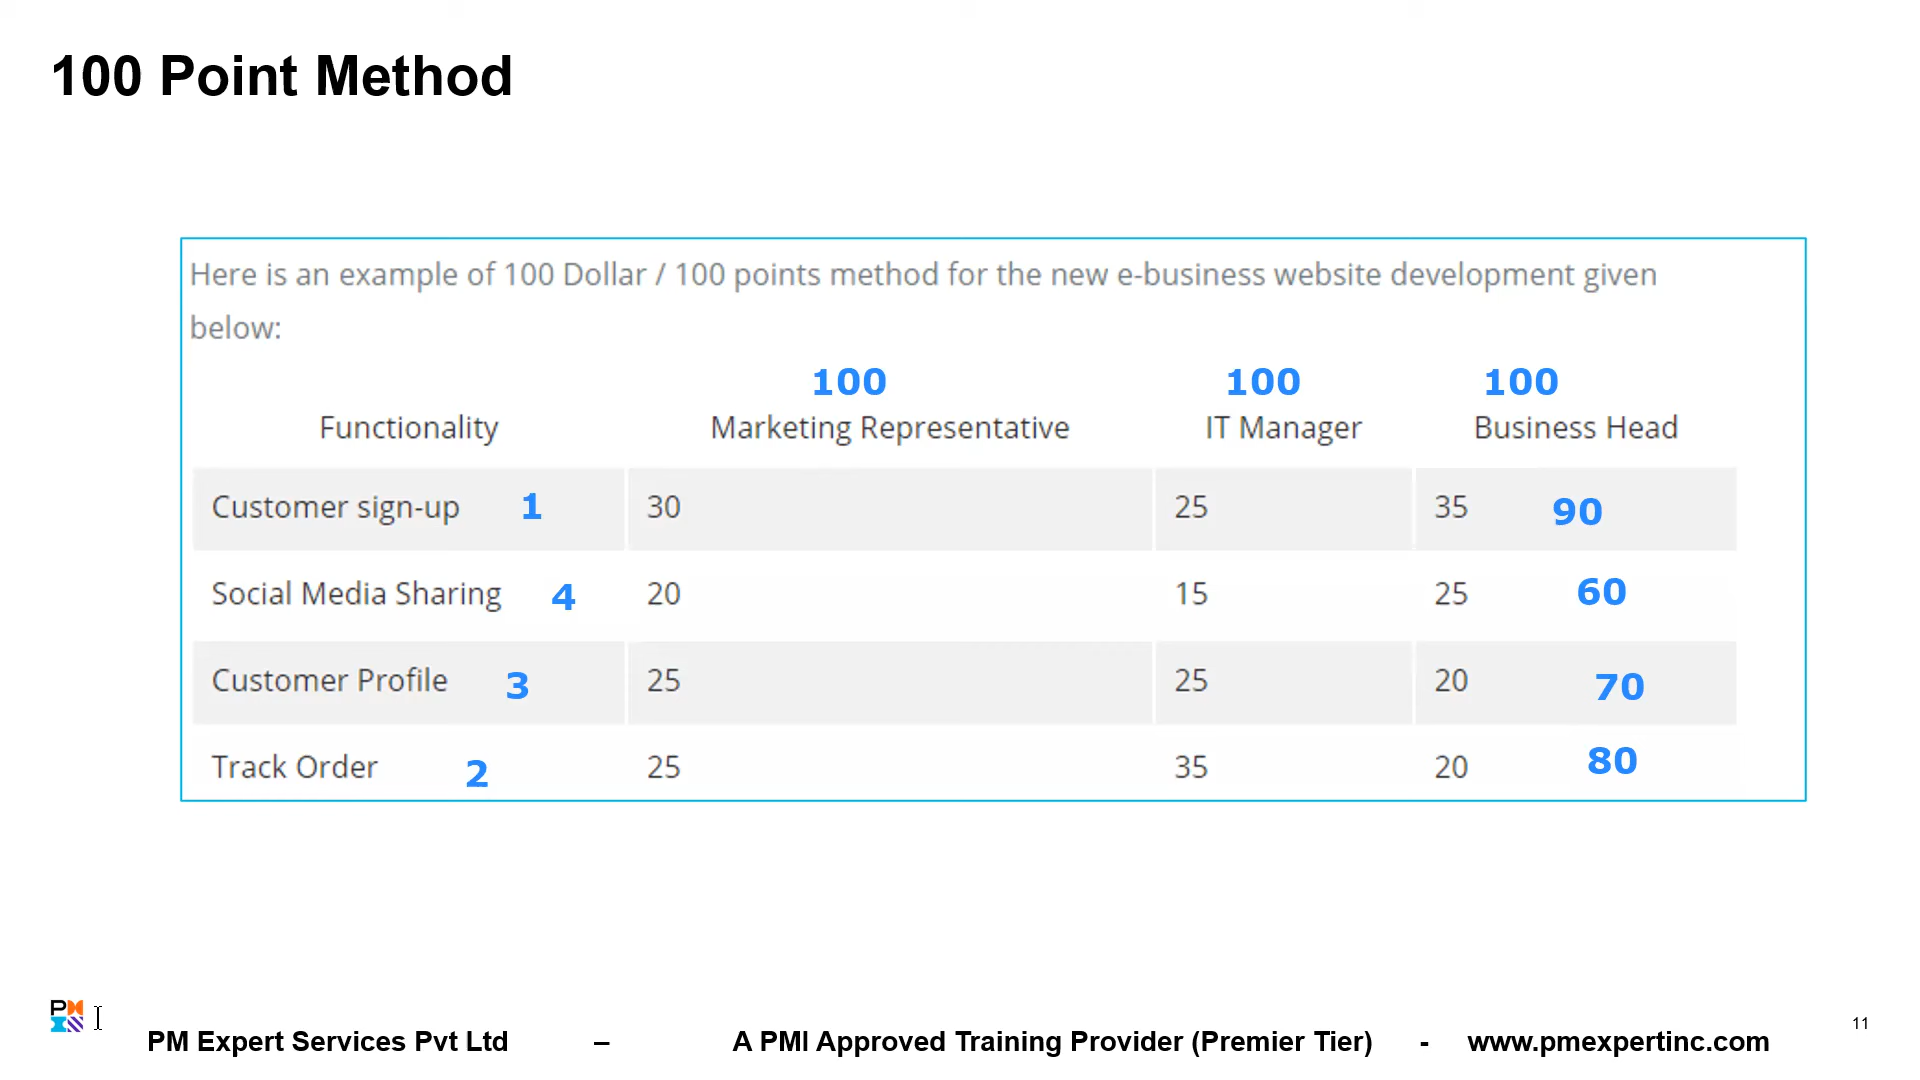 100 Point Method
Here is an example of 100 Dollar / 100 points method for the new e-business website development given
below:
100 100 100
Functionality Marketing Representative IT Manager Business Head
Customer sign-up 1 30 25 35 90
Social Media Sharing 4 20 15 25 60
Customer Profile 3 25 25 20 70
Track Order 2 25 35 20 80
PM
11
PM Expert Services Pvt Ltd – A PMI Approved Training Provider (Premier Tier) - www.pmexpertinc.com